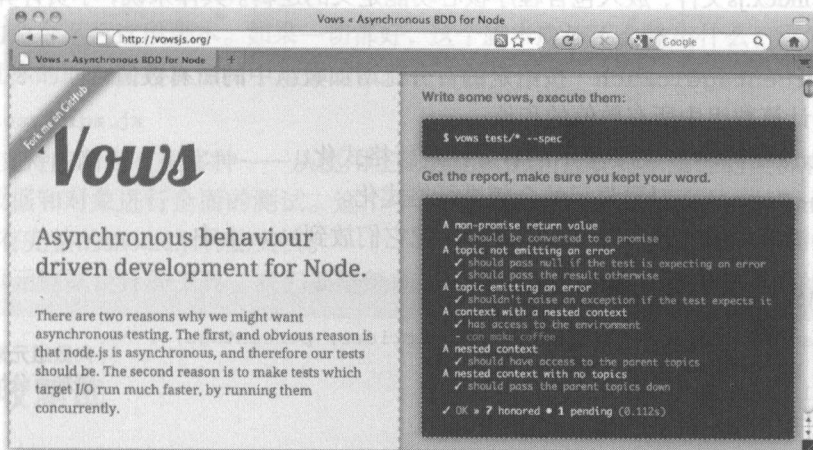 Vows « Asynchronous BDD for Node
http://vowsjs.org/
Google
Vows « Asynchronous BDD for Node
Fork me on GitHub
Vows
Asynchronous behaviour
driven development for Node.
There are two reasons why we might want
asynchronous testing. The first, and obvious reason is
that node.js is asynchronous, and therefore our tests
should be. The second reason is to make tests which
target I/O run much faster, by running them
concurrently.
Write some vows, execute them:
$ vows test/* --spec
Get the report, make sure you kept your word.
A non-promise return value
✓ should be converted to a promise
A topic not emitting an error
✓ should pass null if the test is expecting an error
✓ should pass the result otherwise
A topic emitting an error
✓ shouldn't raise an exception if the test expects it
A context with a nested context
✓ has access to the environment
- can make coffee
A nested context
✓ should have access to the parent topics
A nested context with no topics
✓ should pass the parent topics down
✓ OK » 7 honored • 1 pending (0.112s)